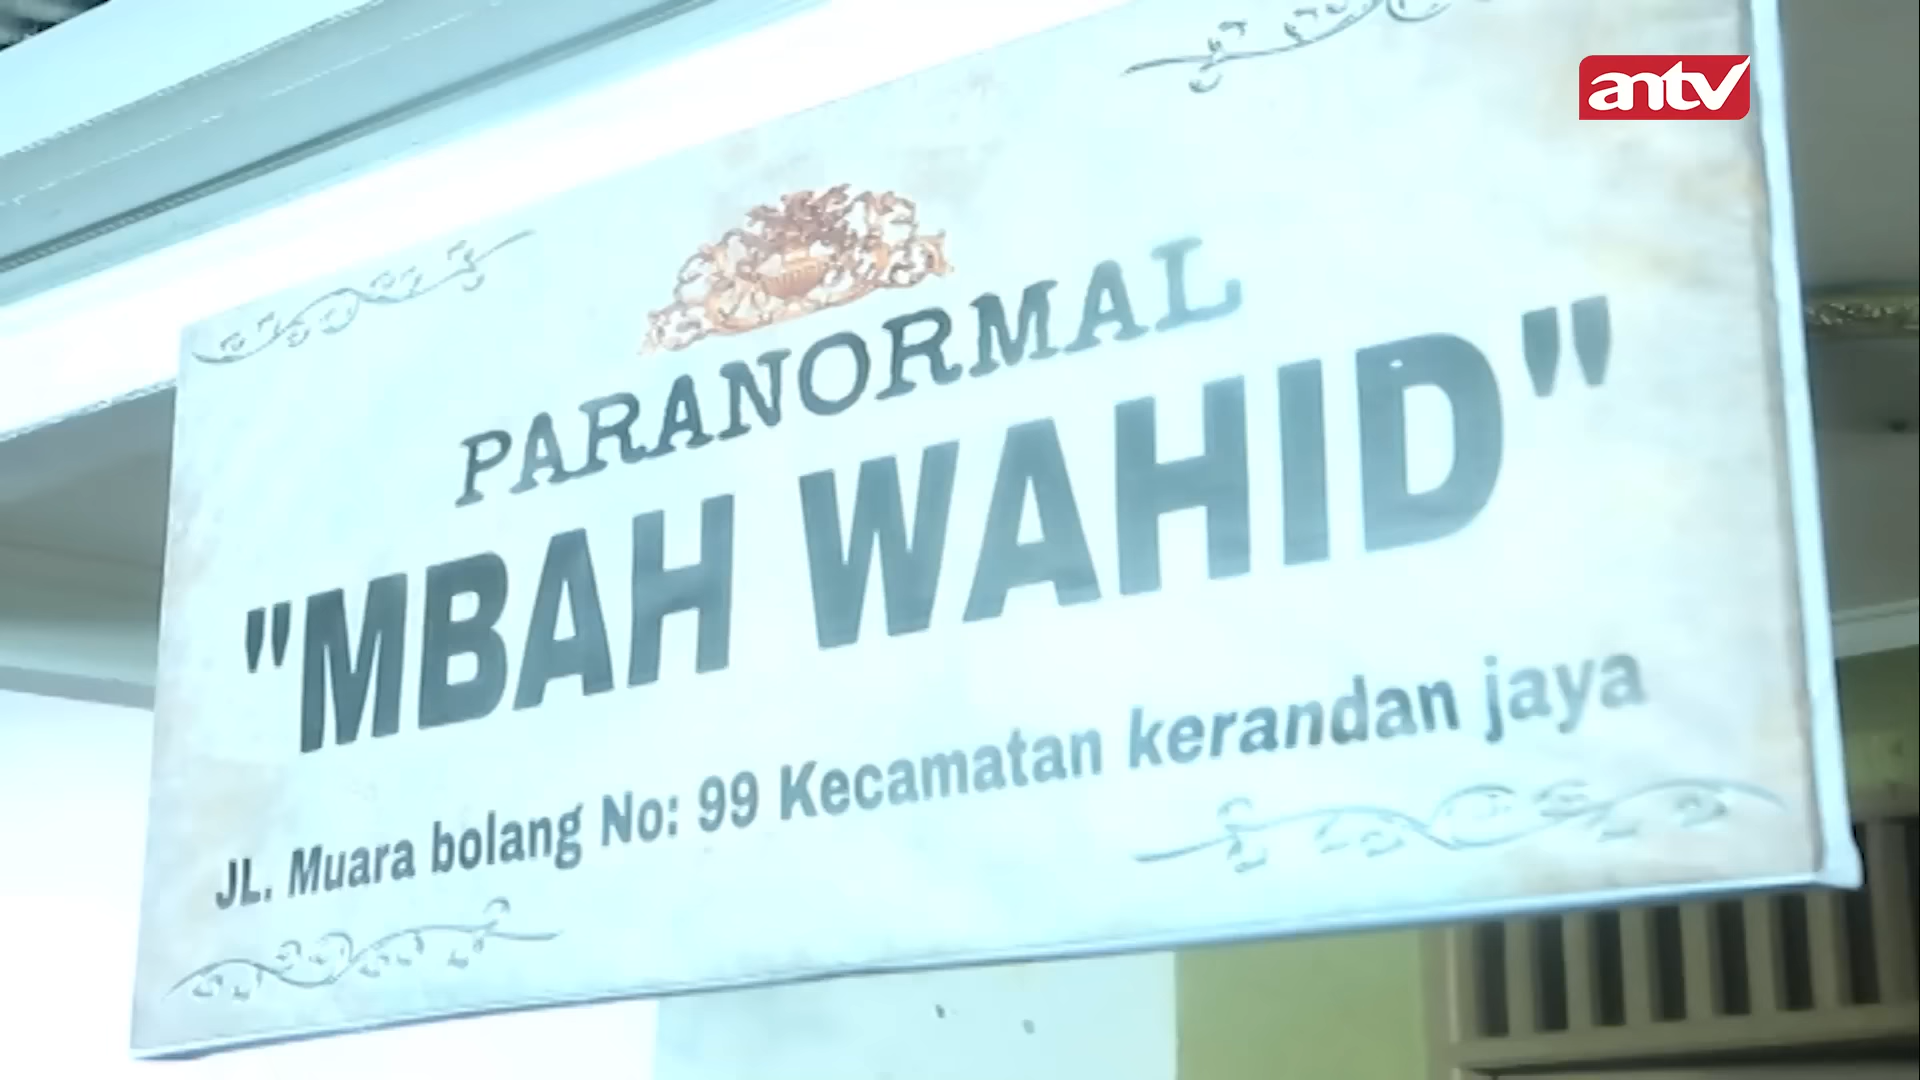 antv
PARANORMAL
"MBAH WAHID"
JL. Muara bolang No: 99 Kecamatan kerandan jaya